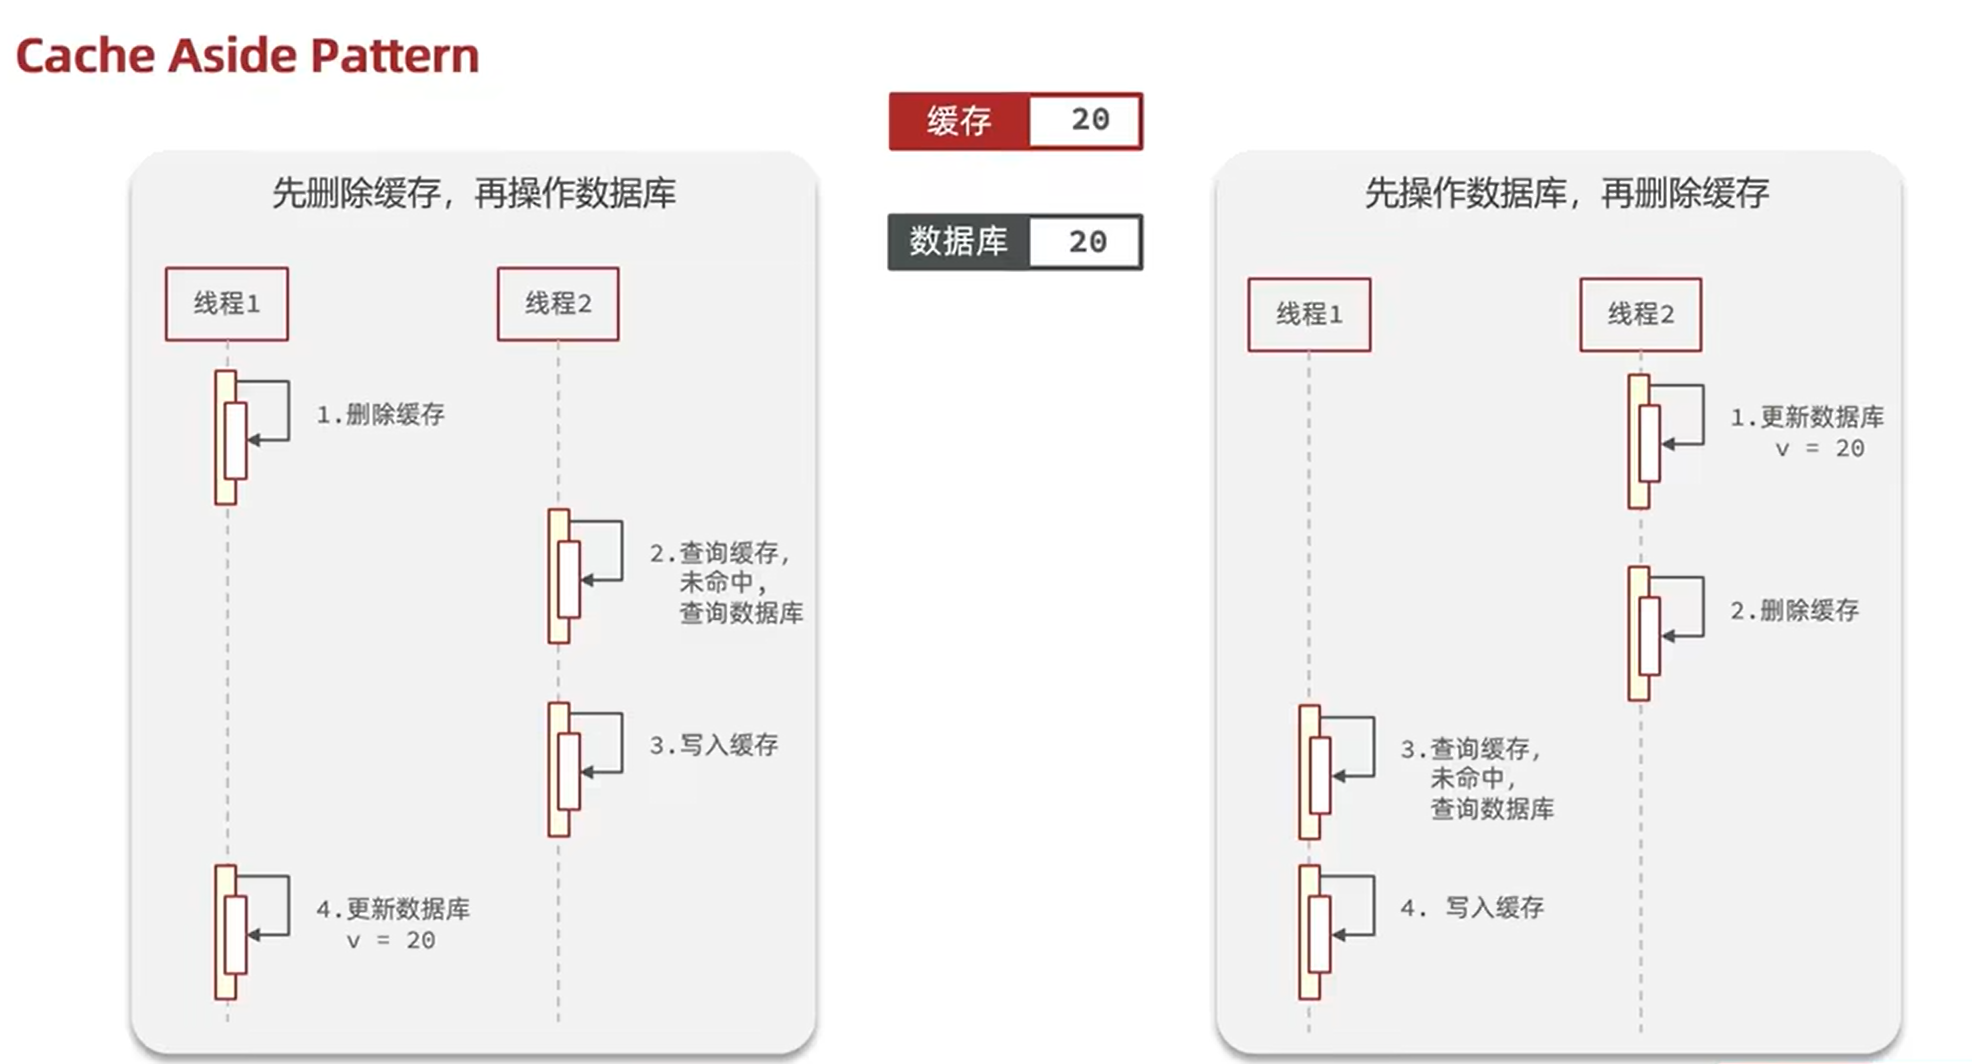 Cache Aside Pattern
缓存 20
数据库 20
先删除缓存，再操作数据库
线程1
线程2
1.删除缓存
2.查询缓存，
未命中，
查询数据库
3.写入缓存
4.更新数据库
v = 20
先操作数据库，再删除缓存
线程1
线程2
1.更新数据库
v = 20
2.删除缓存
3.查询缓存，
未命中，
查询数据库
4. 写入缓存